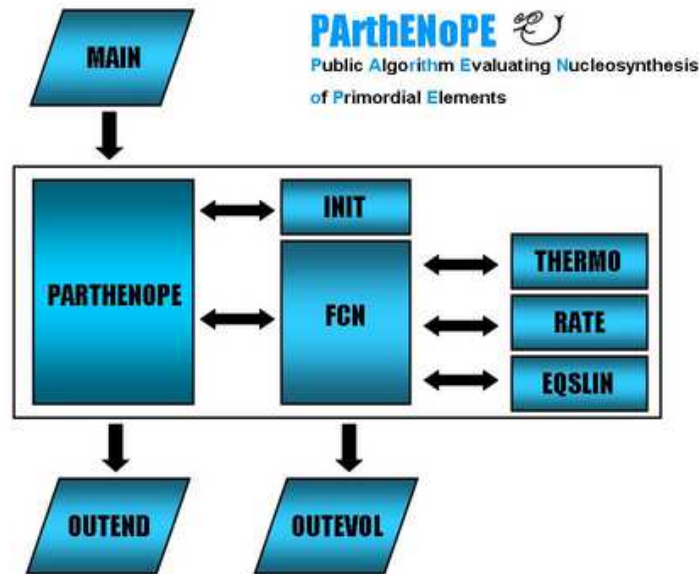 MAIN
PArthENoPE
Public Algorithm Evaluating Nucleosynthesis
of Primordial Elements
INIT
PARTHENOPE
FCN
THERMO
RATE
EQSLIN
OUTEND
OUTEVOL